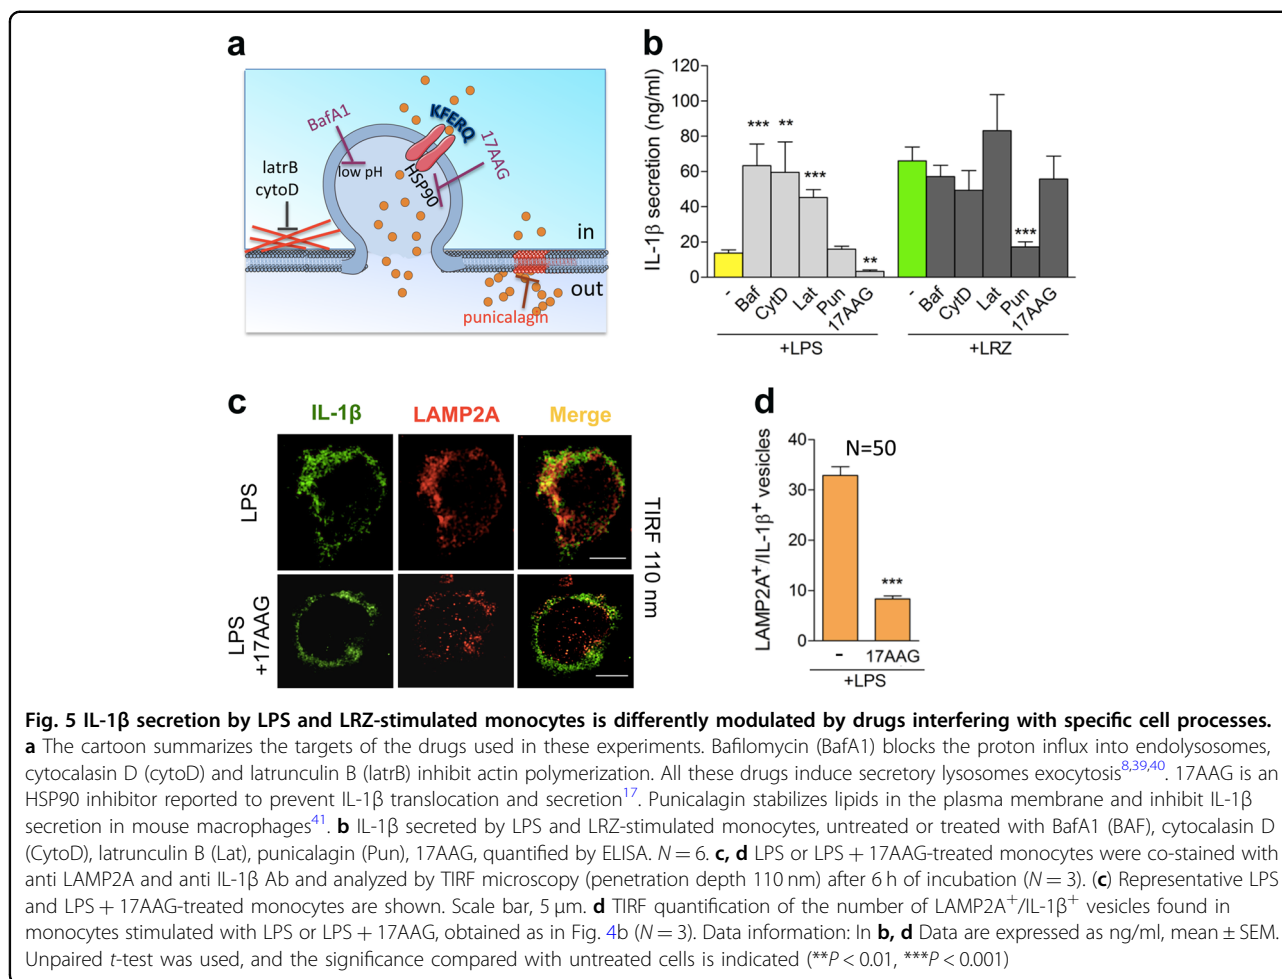 a
BafA1
KFERQ
17AAG
latrB
cytoD
low pH
HSP90
in
out
punicalagin
b
IL-1β secretion (ng/ml)
120
100
80
60
40
20
0
-
Baf
CytD
Lat
Pun
17AAG
-
Baf
CytD
Lat
Pun
17AAG
+LPS
+LRZ
***
**
***
**
***
c
IL-1β
LAMP2A
Merge
LPS
LPS
+17AAG
TIRF 110 nm
d
LAMP2A⁺/IL-1β⁺ vesicles
40
30
20
10
0
N=50
***
-
17AAG
+LPS
Fig. 5 IL-1β secretion by LPS and LRZ-stimulated monocytes is differently modulated by drugs interfering with specific cell processes.
a The cartoon summarizes the targets of the drugs used in these experiments. Bafilomycin (BafA1) blocks the proton influx into endolysosomes,
cytocalasin D (cytoD) and latrunculin B (latrB) inhibit actin polymerization. All these drugs induce secretory lysosomes exocytosis⁸,³⁹,⁴⁰. 17AAG is an
HSP90 inhibitor reported to prevent IL-1β translocation and secretion¹⁷. Punicalagin stabilizes lipids in the plasma membrane and inhibit IL-1β
secretion in mouse macrophages⁴¹. b IL-1β secreted by LPS and LRZ-stimulated monocytes, untreated or treated with BafA1 (BAF), cytocalasin D
(CytoD), latrunculin B (Lat), punicalagin (Pun), 17AAG, quantified by ELISA. N = 6. c, d LPS or LPS + 17AAG-treated monocytes were co-stained with
anti LAMP2A and anti IL-1β Ab and analyzed by TIRF microscopy (penetration depth 110 nm) after 6 h of incubation (N = 3). (c) Representative LPS
and LPS + 17AAG-treated monocytes are shown. Scale bar, 5 μm. d TIRF quantification of the number of LAMP2A⁺/IL-1β⁺ vesicles found in
monocytes stimulated with LPS or LPS + 17AAG, obtained as in Fig. 4b (N = 3). Data information: In b, d Data are expressed as ng/ml, mean ± SEM.
Unpaired t-test was used, and the significance compared with untreated cells is indicated (**P < 0.01, ***P < 0.001)